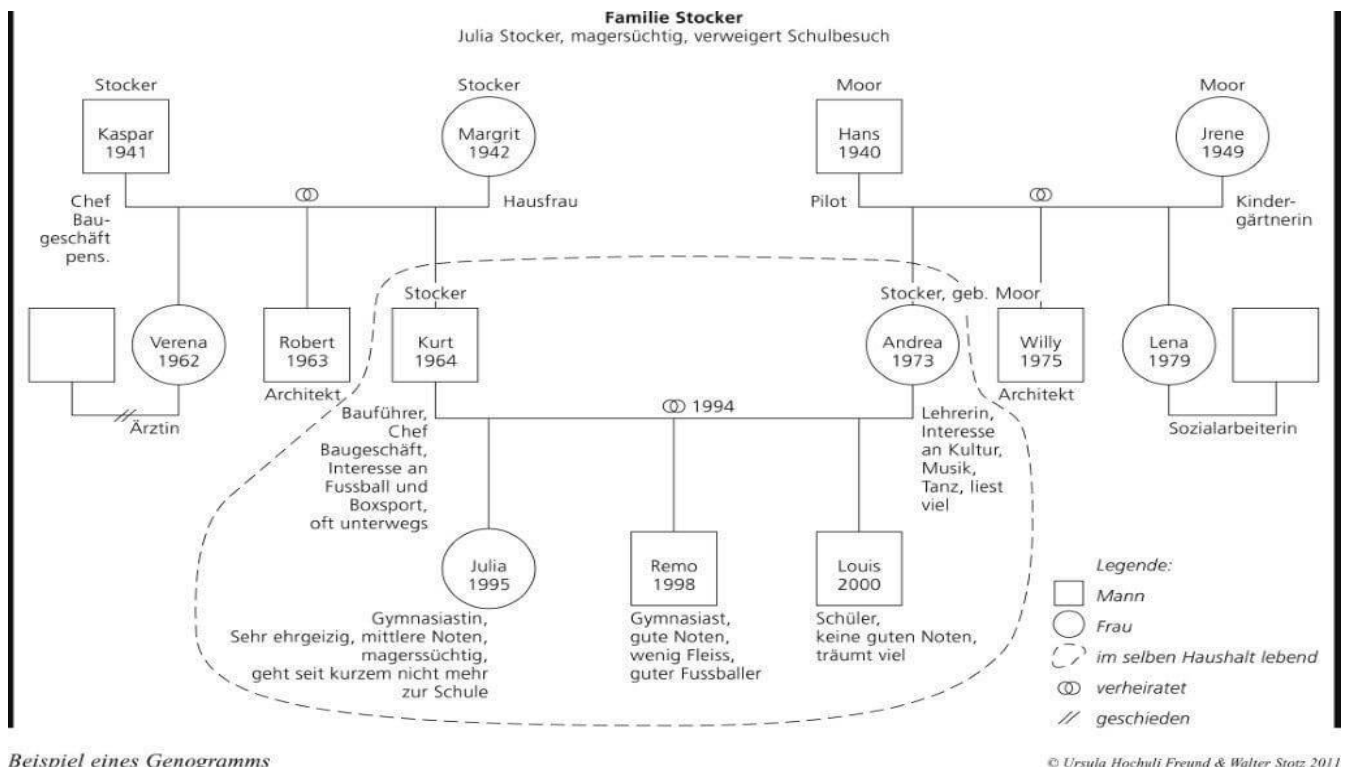 Familie Stocker
Julia Stocker, magersüchtig, verweigert Schulbesuch
Stocker
Stocker
Moor
Moor
Kaspar
1941
Margrit
1942
Hans
1940
Jrene
1949
Chef
Bau-
geschäft
pens.
Hausfrau
Pilot
Kinder-
gärtnerin
Stocker
Stocker, geb. Moor
Verena
1962
Robert
1963
Kurt
1964
Andrea
1973
Willy
1975
Lena
1979
Ärztin
Architekt
Bauführer,
Chef
Baugeschäft,
Interesse an
Fussball und
Boxsport,
oft unterwegs
1994
Lehrerin,
Interesse
an Kultur,
Musik,
Tanz, liest
viel
Architekt
Sozialarbeiterin
Julia
1995
Remo
1998
Louis
2000
Gymnasiastin,
Sehr ehrgeizig, mittlere Noten,
magerssüchtig,
geht seit kurzem nicht mehr
zur Schule
Gymnasiast,
gute Noten,
wenig Fleiss,
guter Fussballer
Schüler,
keine guten Noten,
träumt viel
Legende:
Mann
Frau
im selben Haushalt lebend
verheiratet
geschieden
Beispiel eines Genogramms
© Ursula Hochuli Freund & Walter Stotz 2011